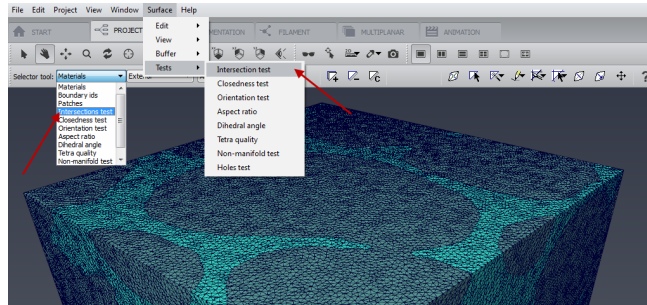 File Edit Project View Window Surface Help
START PROJECT MENTATION FILAMENT MULTIPLANAR ANIMATION
Edit
View
Buffer
Tests
Selector tool: Materials Exter
Materials
Boundary ids
Patches
Intersections test
Closedness test
Orientation test
Aspect ratio
Dihedral angle
Tetra quality
Non-manifold test
Intersection test
Closedness test
Orientation test
Aspect ratio
Dihedral angle
Tetra quality
Non-manifold test
Holes test